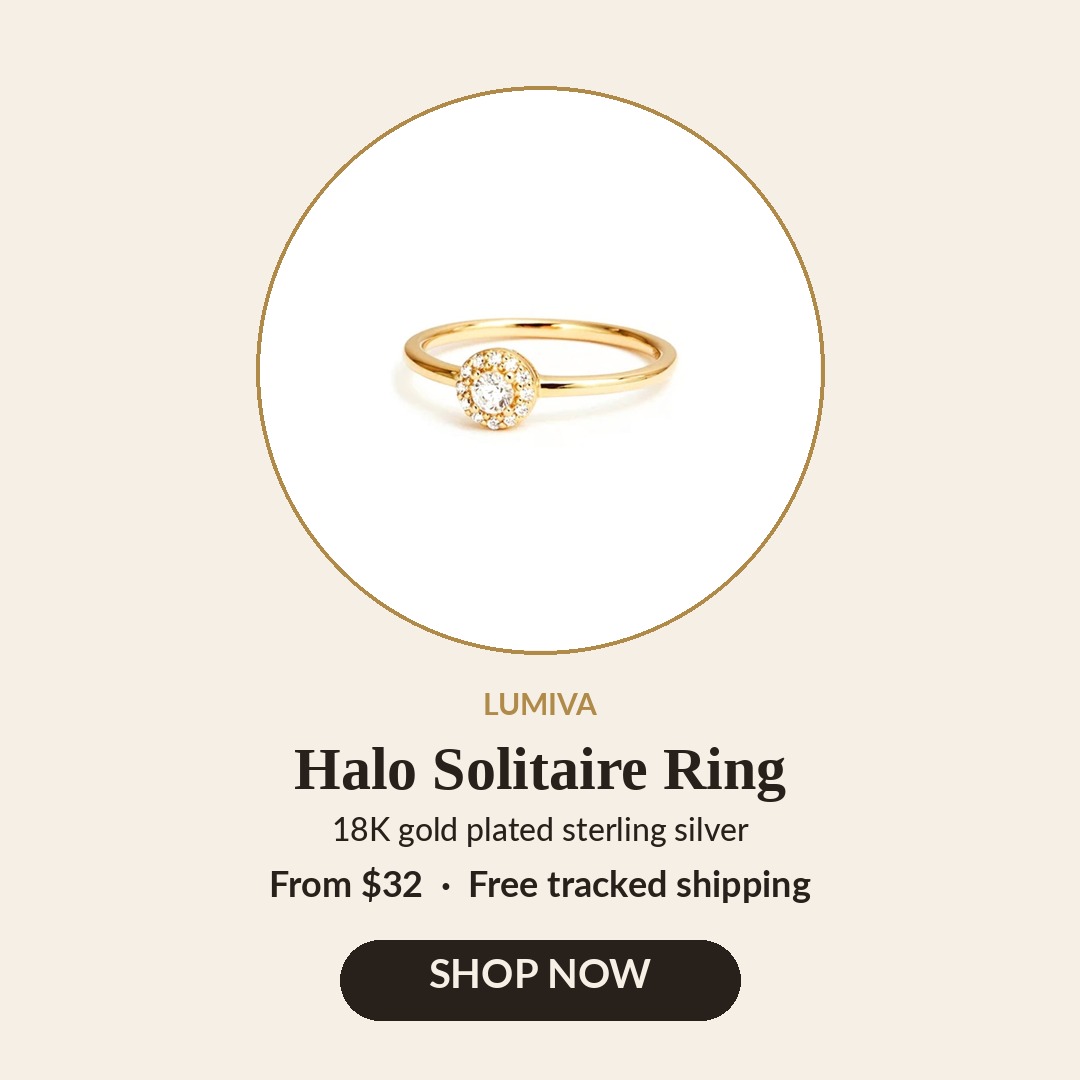 LUMIVA
Halo Solitaire Ring
18K gold plated sterling silver
From $32 · Free tracked shipping
SHOP NOW